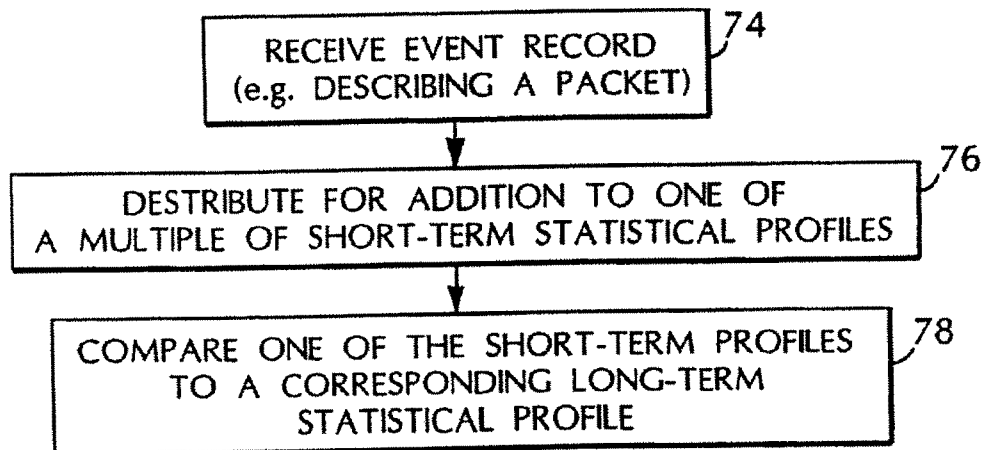 RECEIVE EVENT RECORD
(e.g. DESCRIBING A PACKET)
74
DESTRIBUTE FOR ADDITION TO ONE OF
A MULTIPLE OF SHORT-TERM STATISTICAL PROFILES
76
COMPARE ONE OF THE SHORT-TERM PROFILES
TO A CORRESPONDING LONG-TERM
STATISTICAL PROFILE
78